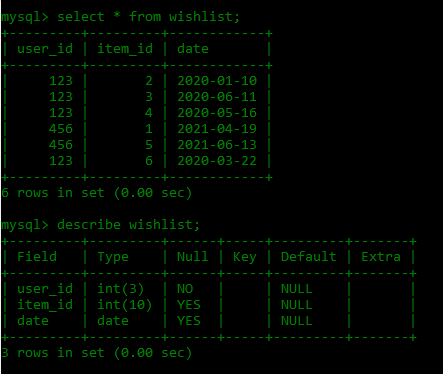 mysql> select * from wishlist;
+---------+---------+------------+
| user_id | item_id | date       |
+---------+---------+------------+
|     123 |       2 | 2020-01-10 |
|     123 |       3 | 2020-06-11 |
|     123 |       4 | 2020-05-16 |
|     456 |       1 | 2021-04-19 |
|     456 |       5 | 2021-06-13 |
|     123 |       6 | 2020-03-22 |
+---------+---------+------------+
6 rows in set (0.00 sec)
mysql> describe wishlist;
+---------+---------+------+-----+---------+-------+
| Field   | Type    | Null | Key | Default | Extra |
+---------+---------+------+-----+---------+-------+
| user_id | int(3)  | NO   |     | NULL    |       |
| item_id | int(10) | YES  |     | NULL    |       |
| date    | date    | YES  |     | NULL    |       |
+---------+---------+------+-----+---------+-------+
3 rows in set (0.00 sec)